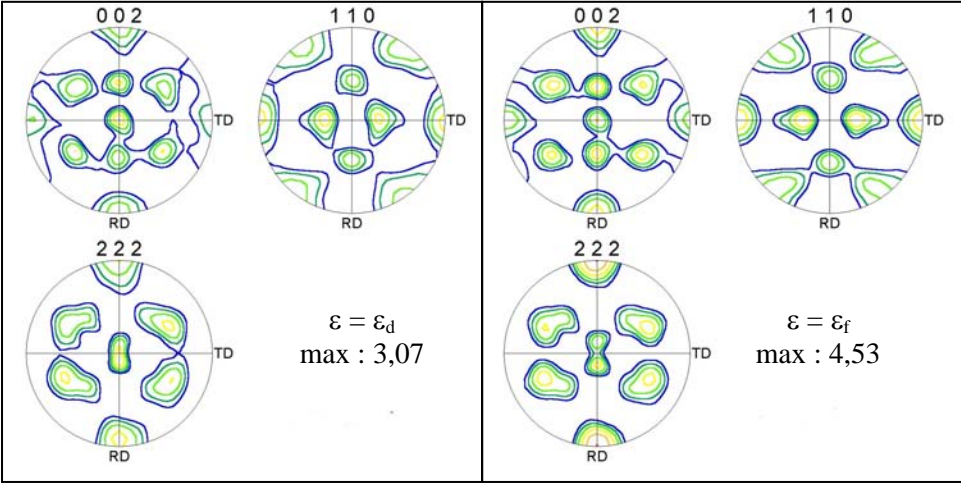 0 0 2
1 1 0
TD
TD
RD
RD
2 2 2
TD
RD
ε = εd
max : 3,07
0 0 2
1 1 0
TD
TD
RD
RD
2 2 2
TD
RD
ε = εf
max : 4,53